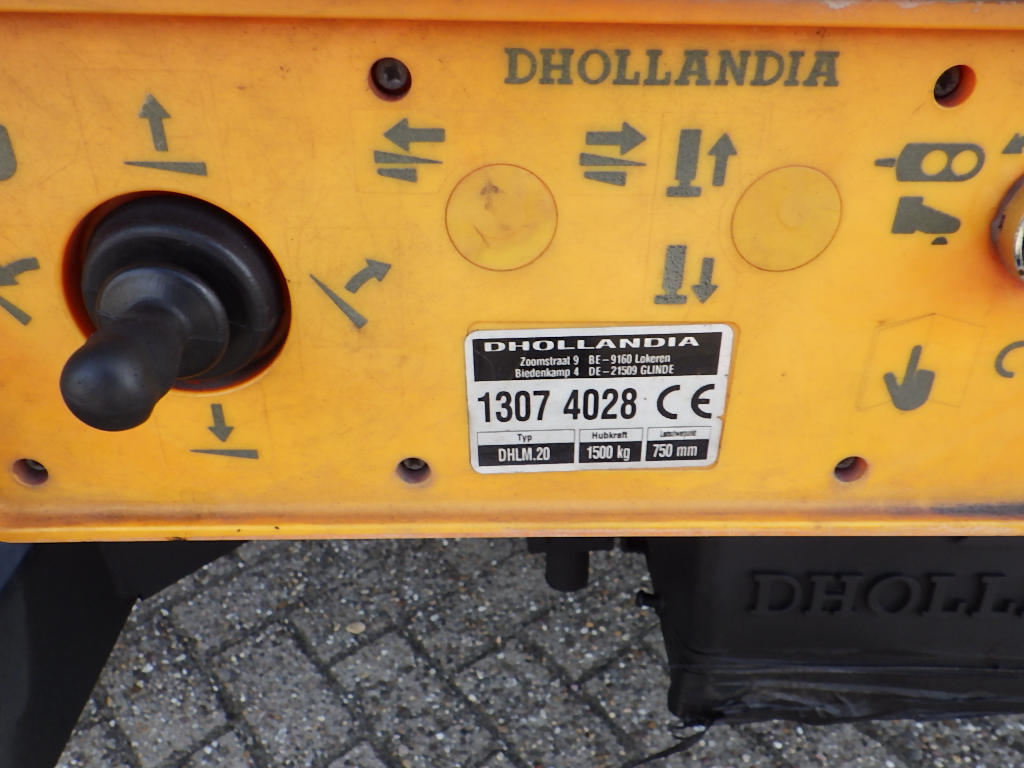 DHOLLANDIA
DHOLLANDIA
Zoomstraat 9 BE-9160 Lokeren
Biedenkamp 4 DE-21509 GLINDE
1307 4028 CE
Typ Hubkraft Lastschwerpunkt
DHLM.20 1500 kg 750 mm
DHOLL